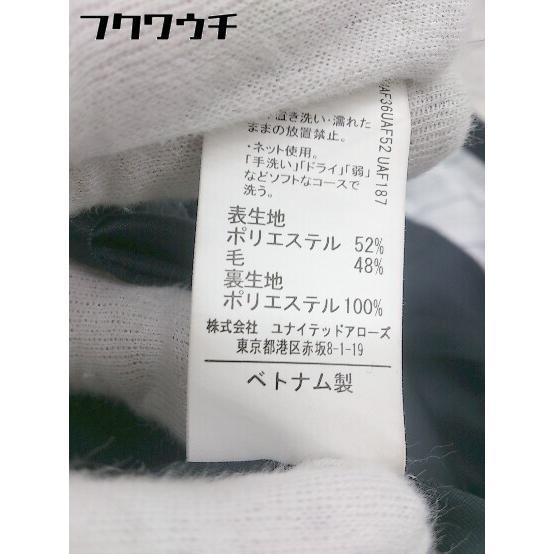 フクワウチ
置き洗い・濡れた
ままの放置禁止。
・ネット使用。
「手洗い」「ドライ」「弱」
などソフトなコースで
洗う。
表生地
ポリエステル 52%
毛 48%
裏生地
ポリエステル 100%
株式会社 ユナイテッドアローズ
東京都港区赤坂8-1-19
ベトナム製
AF36UAF52 UAF187